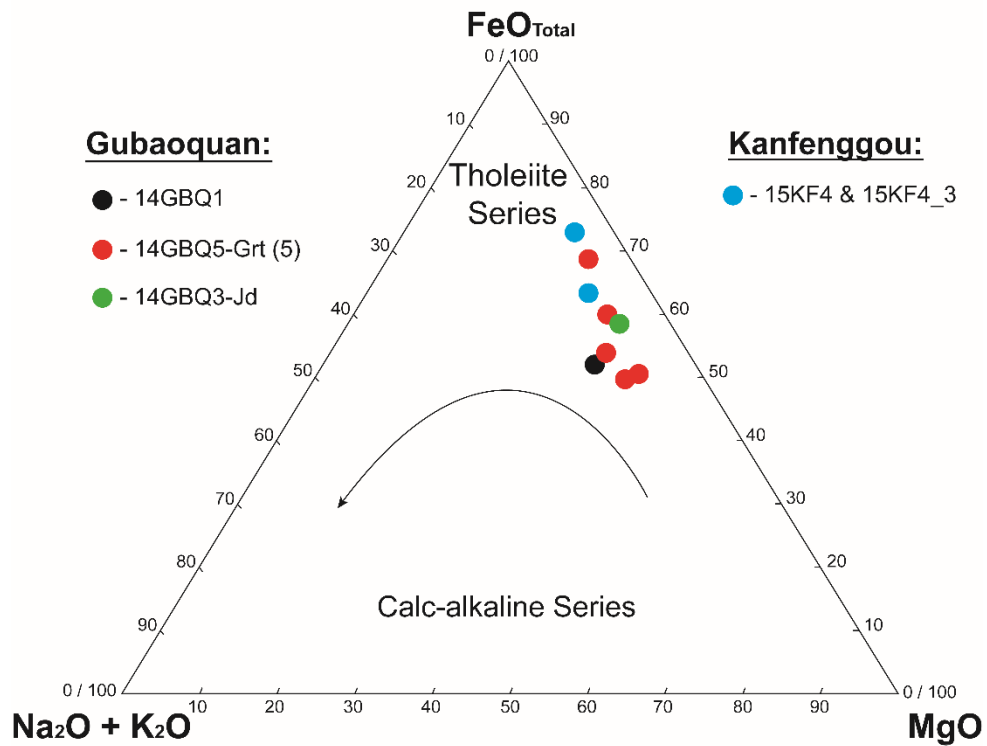 FeOTotal
0 / 100
10
90
Gubaoquan:
Kanfenggou:
- 14GBQ1
20
Tholeiite
Series
80
- 15KF4 & 15KF4_3
- 14GBQ5-Grt (5)
30
70
- 14GBQ3-Jd
40
60
50
50
60
40
70
30
80
20
Calc-alkaline Series
90
10
0 / 100
0 / 100
10
20
30
40
50
60
70
80
90
Na₂O + K₂O
MgO